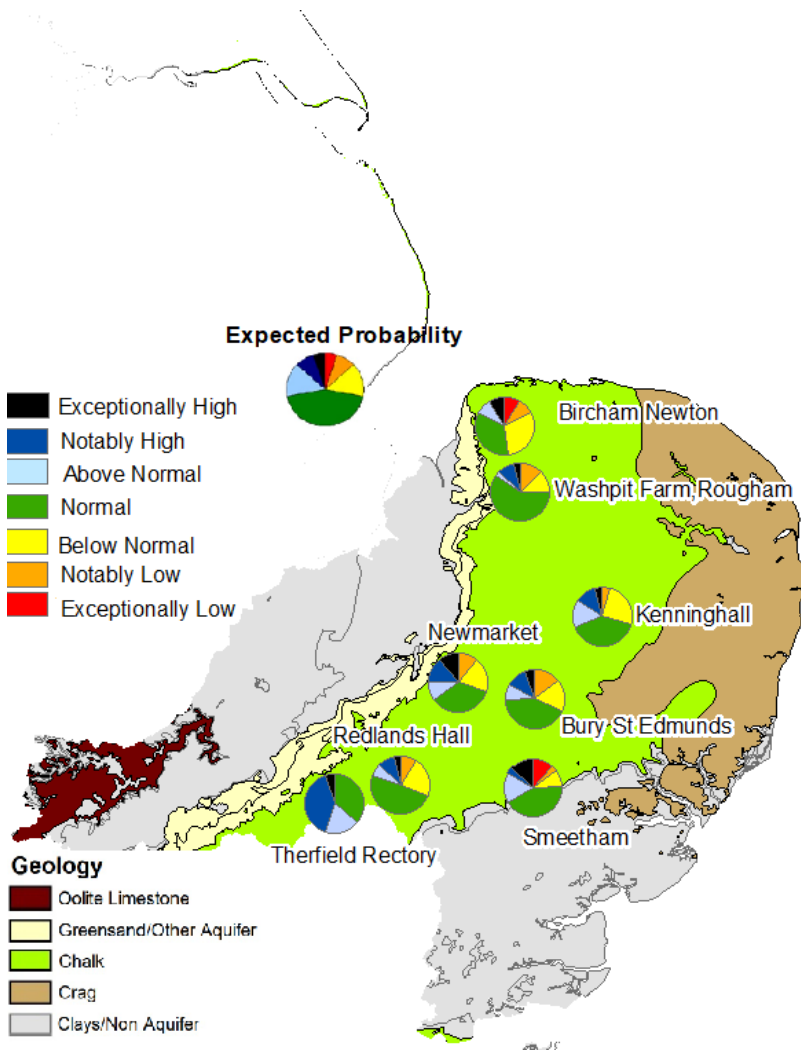 Expected Probability
Exceptionally High
Notably High
Above Normal
Normal
Below Normal
Notably Low
Exceptionally Low
Bircham Newton
Washpit Farm,Rougham
Kenninghall
Newmarket
Bury St Edmunds
Redlands Hall
Smeetham
Therfield Rectory
Geology
Oolite Limestone
Greensand/Other Aquifer
Chalk
Crag
Clays/Non Aquifer